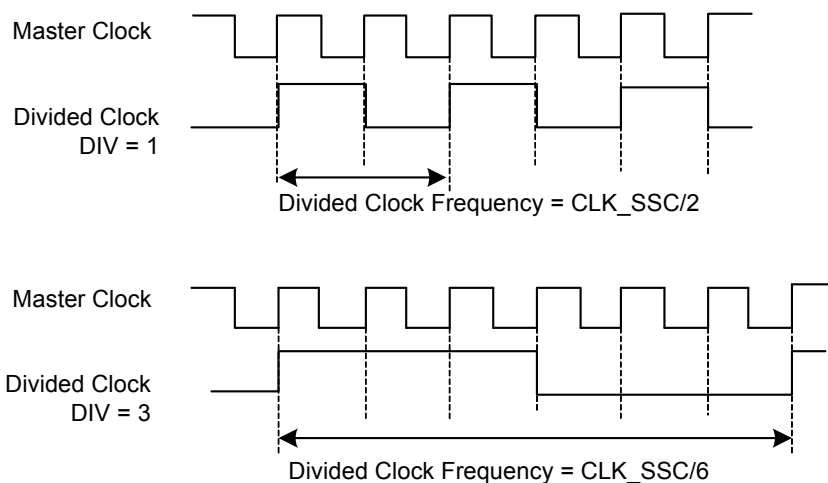 Master Clock
Divided Clock
DIV = 1
Divided Clock Frequency = CLK_SSC/2
Master Clock
Divided Clock
DIV = 3
Divided Clock Frequency = CLK_SSC/6